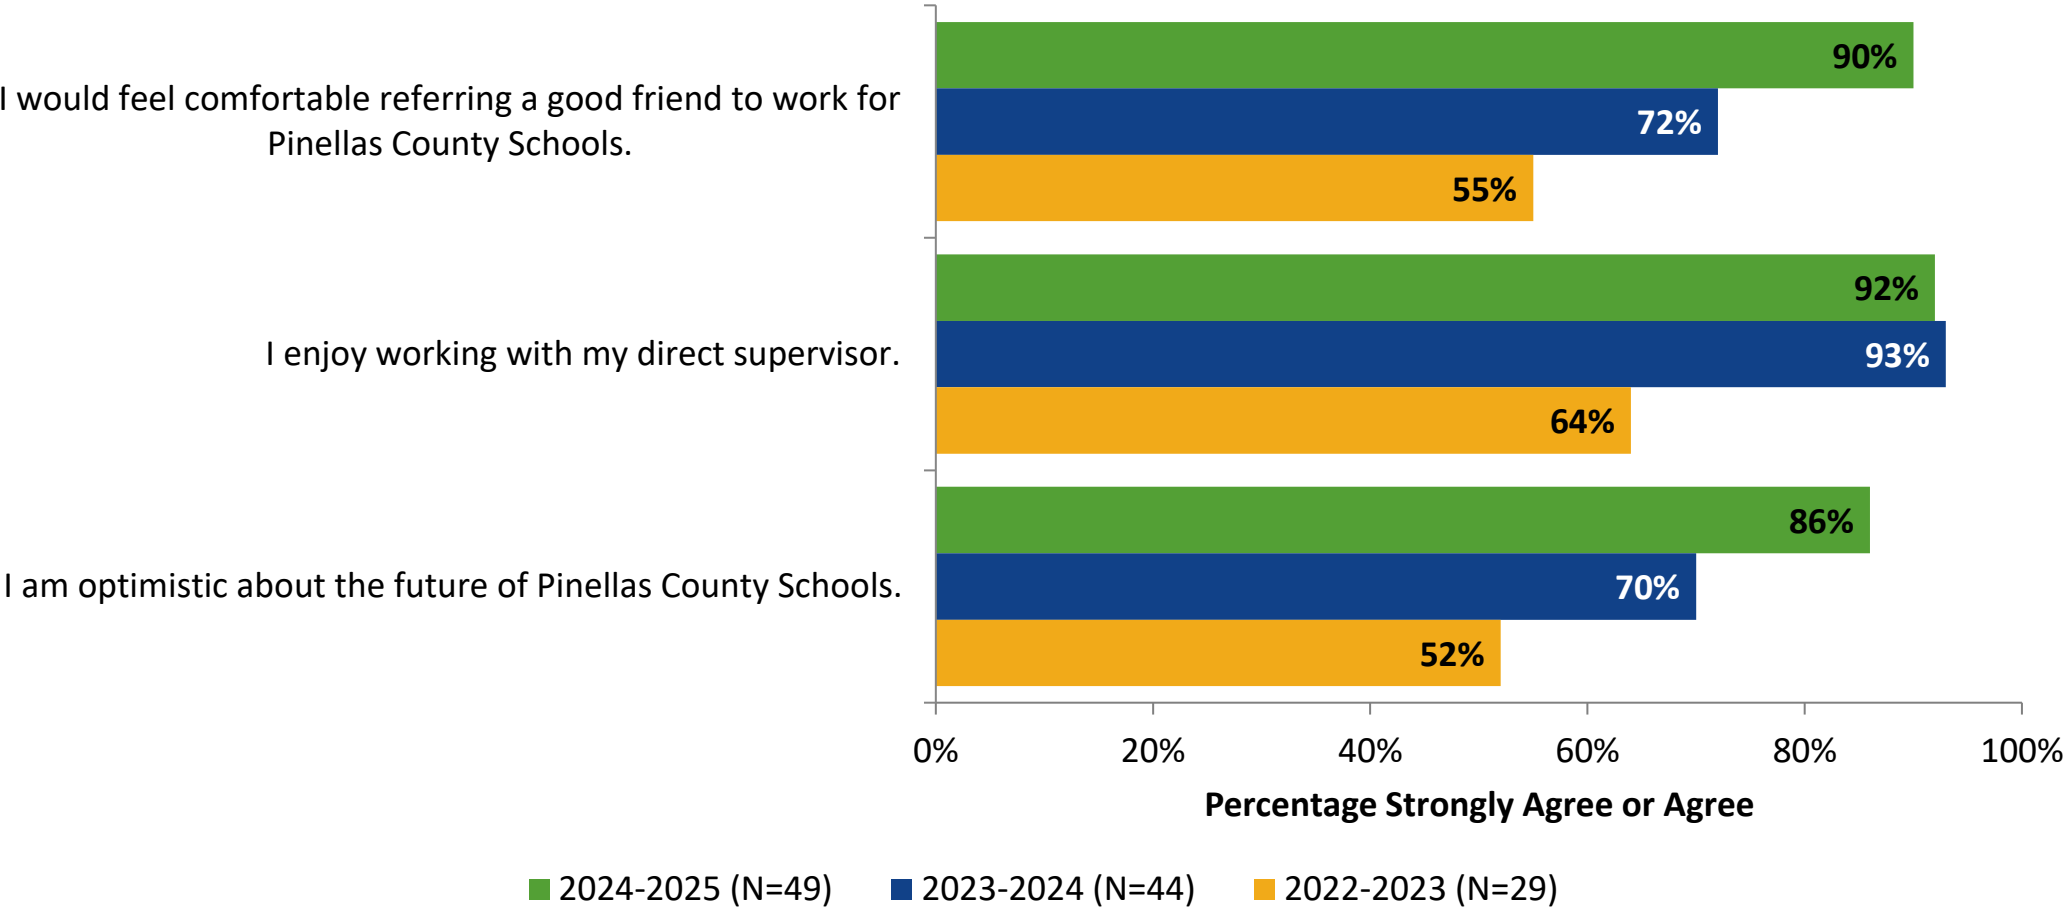 90%
I would feel comfortable referring a good friend to work for
Pinellas County Schools.
72%
55%
92%
I enjoy working with my direct supervisor.
93%
64%
86%
I am optimistic about the future of Pinellas County Schools.
70%
52%
0% 20% 40% 60% 80% 100%
Percentage Strongly Agree or Agree
2024-2025 (N=49) 2023-2024 (N=44) 2022-2023 (N=29)